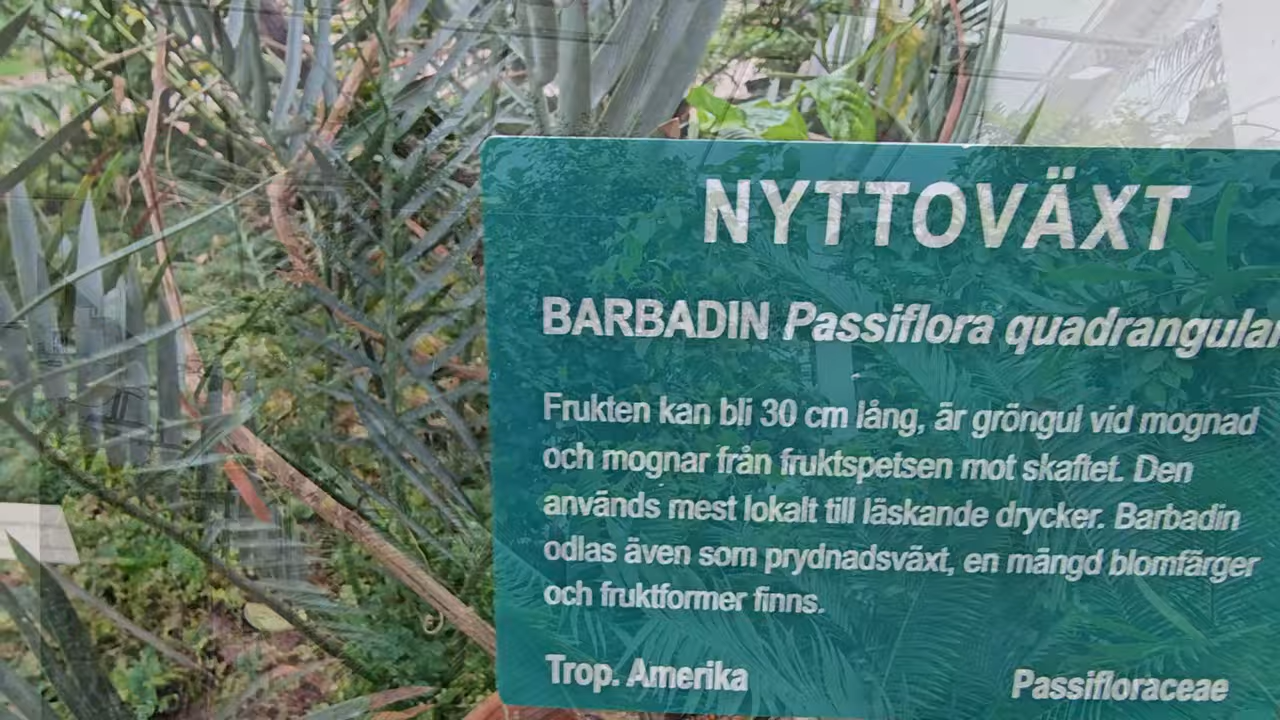 NYTTOVÄXT
BARBADIN Passiflora quadrangular
Frukten kan bli 30 cm lång, är gröngul vid mognad
och mognar från fruktspetsen mot skaftet. Den
används mest lokalt till läskande drycker. Barbadin
odlas även som prydnadsväxt, en mängd blomfärger
och fruktformer finns.
Trop. Amerika
Passifloraceae